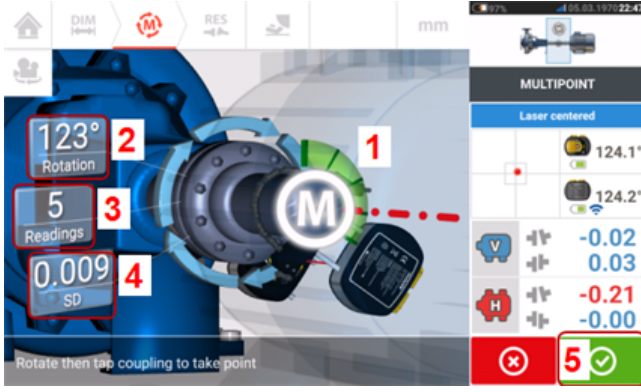 DIM
M
RES
mm
97%
05.03.1970 22:47
MULTIPOINT
Laser centered
124.1°
124.2°
V
-0.02
0.03
H
-0.21
-0.00
123°
Rotation
2
1
5
Readings
3
0.009
SD
4
M
Rotate then tap coupling to take point
5